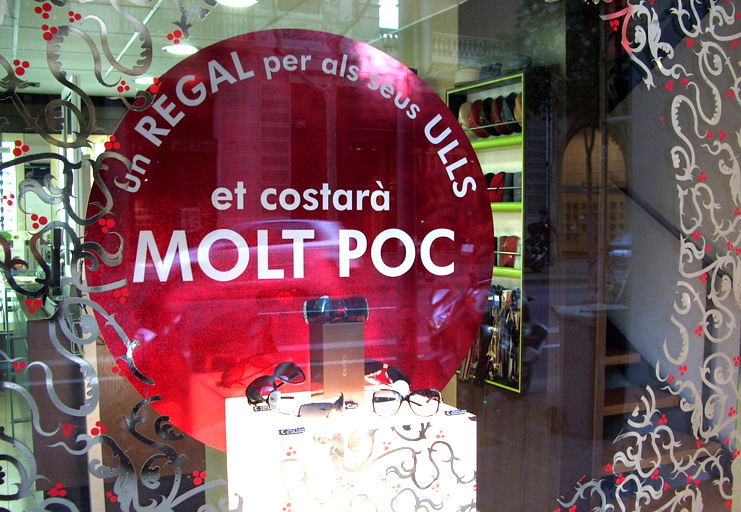 un REGAL per als seus ULLS
et costarà
MOLT POC